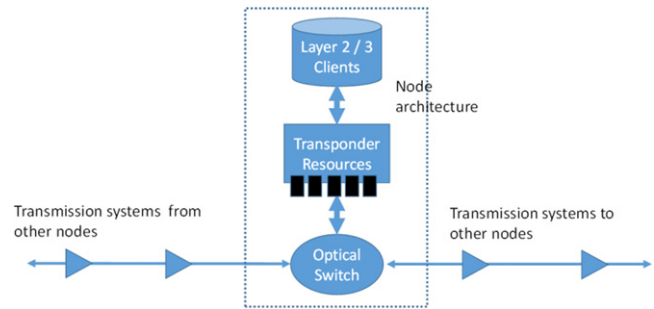 Layer 2 / 3
Clients
Node
architecture
Transponder
Resources
Transmission systems from
other nodes
Transmission systems to
other nodes
Optical
Switch